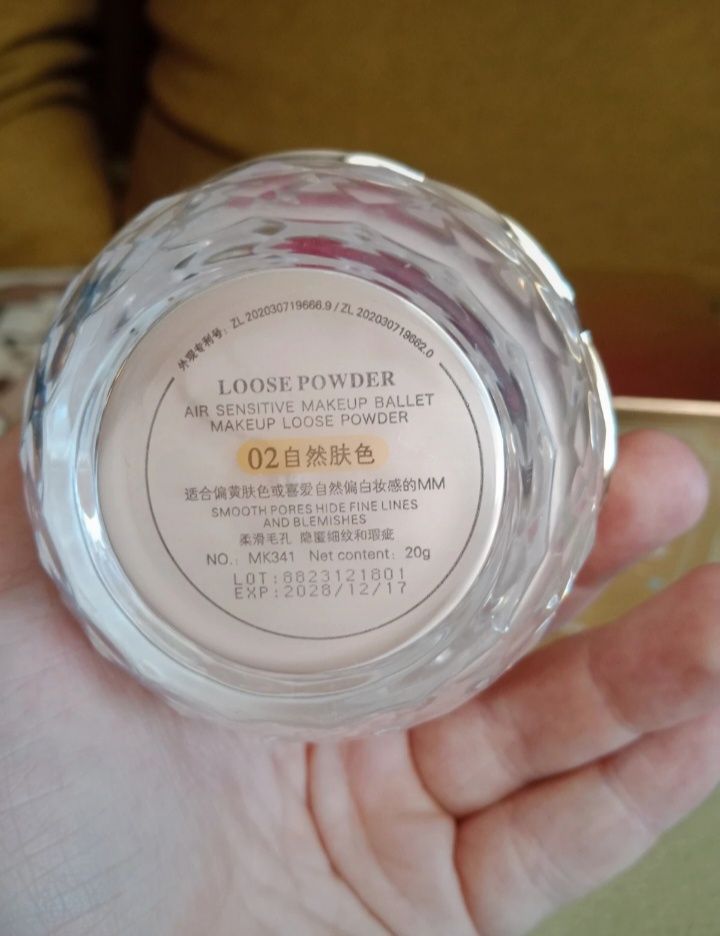 外观专利号：ZL 202030719666.9 / ZL 202030719662.0
LOOSE POWDER
AIR SENSITIVE MAKEUP BALLET
MAKEUP LOOSE POWDER
02自然肤色
适合偏黄肤色或喜爱自然偏白妆感的MM
SMOOTH PORES HIDE FINE LINES
AND BLEMISHES
柔滑毛孔 隐匿细纹和瑕疵
NO.：MK341 Net content：20g
LOT:8823121801
EXP:2028/12/17